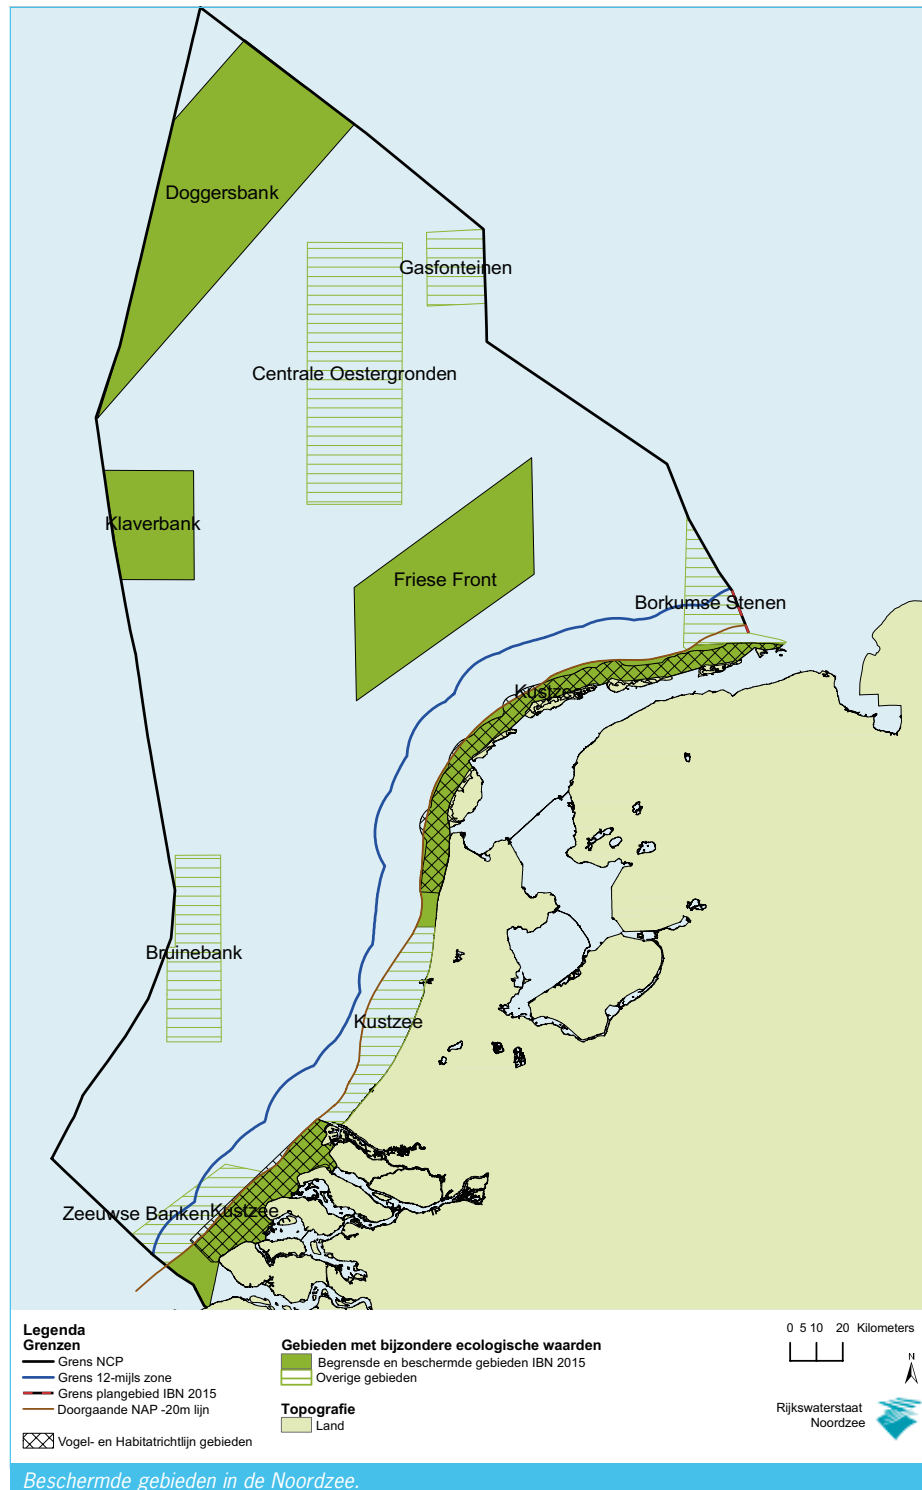 Doggersbank
Gasfonteinen
Centrale Oestergronden
Klaverbank
Friese Front
Borkumse Stenen
Kustzee
Bruinebank
Kustzee
Zeeuwse Banken
Kustzee
Legenda
Grenzen
Grens NCP
Grens 12-mijls zone
Grens plangebied IBN 2015
Doorgaande NAP -20m lijn
Vogel- en Habitatrichtlijn gebieden
Gebieden met bijzondere ecologische waarden
Begrensde en beschermde gebieden IBN 2015
Overige gebieden
Topografie
Land
0 5 10 20 Kilometers
N
Rijkswaterstaat
Noordzee
Beschermde gebieden in de Noordzee.